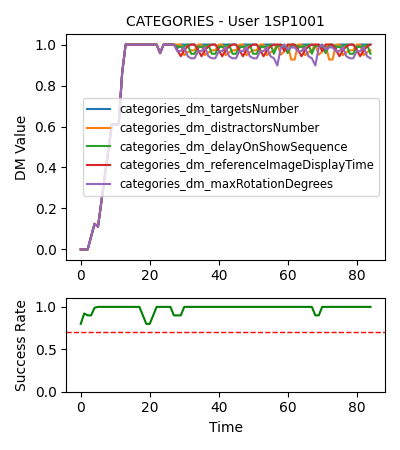 CATEGORIES - User 1SP1001
DM Value
1.0
0.8
0.6
0.4
0.2
0.0
categories_dm_targetsNumber
categories_dm_distractorsNumber
categories_dm_delayOnShowSequence
categories_dm_referenceImageDisplayTime
categories_dm_maxRotationDegrees
0 20 40 60 80
Success Rate
1.0
0.5
0.0
0 20 40 60 80
Time